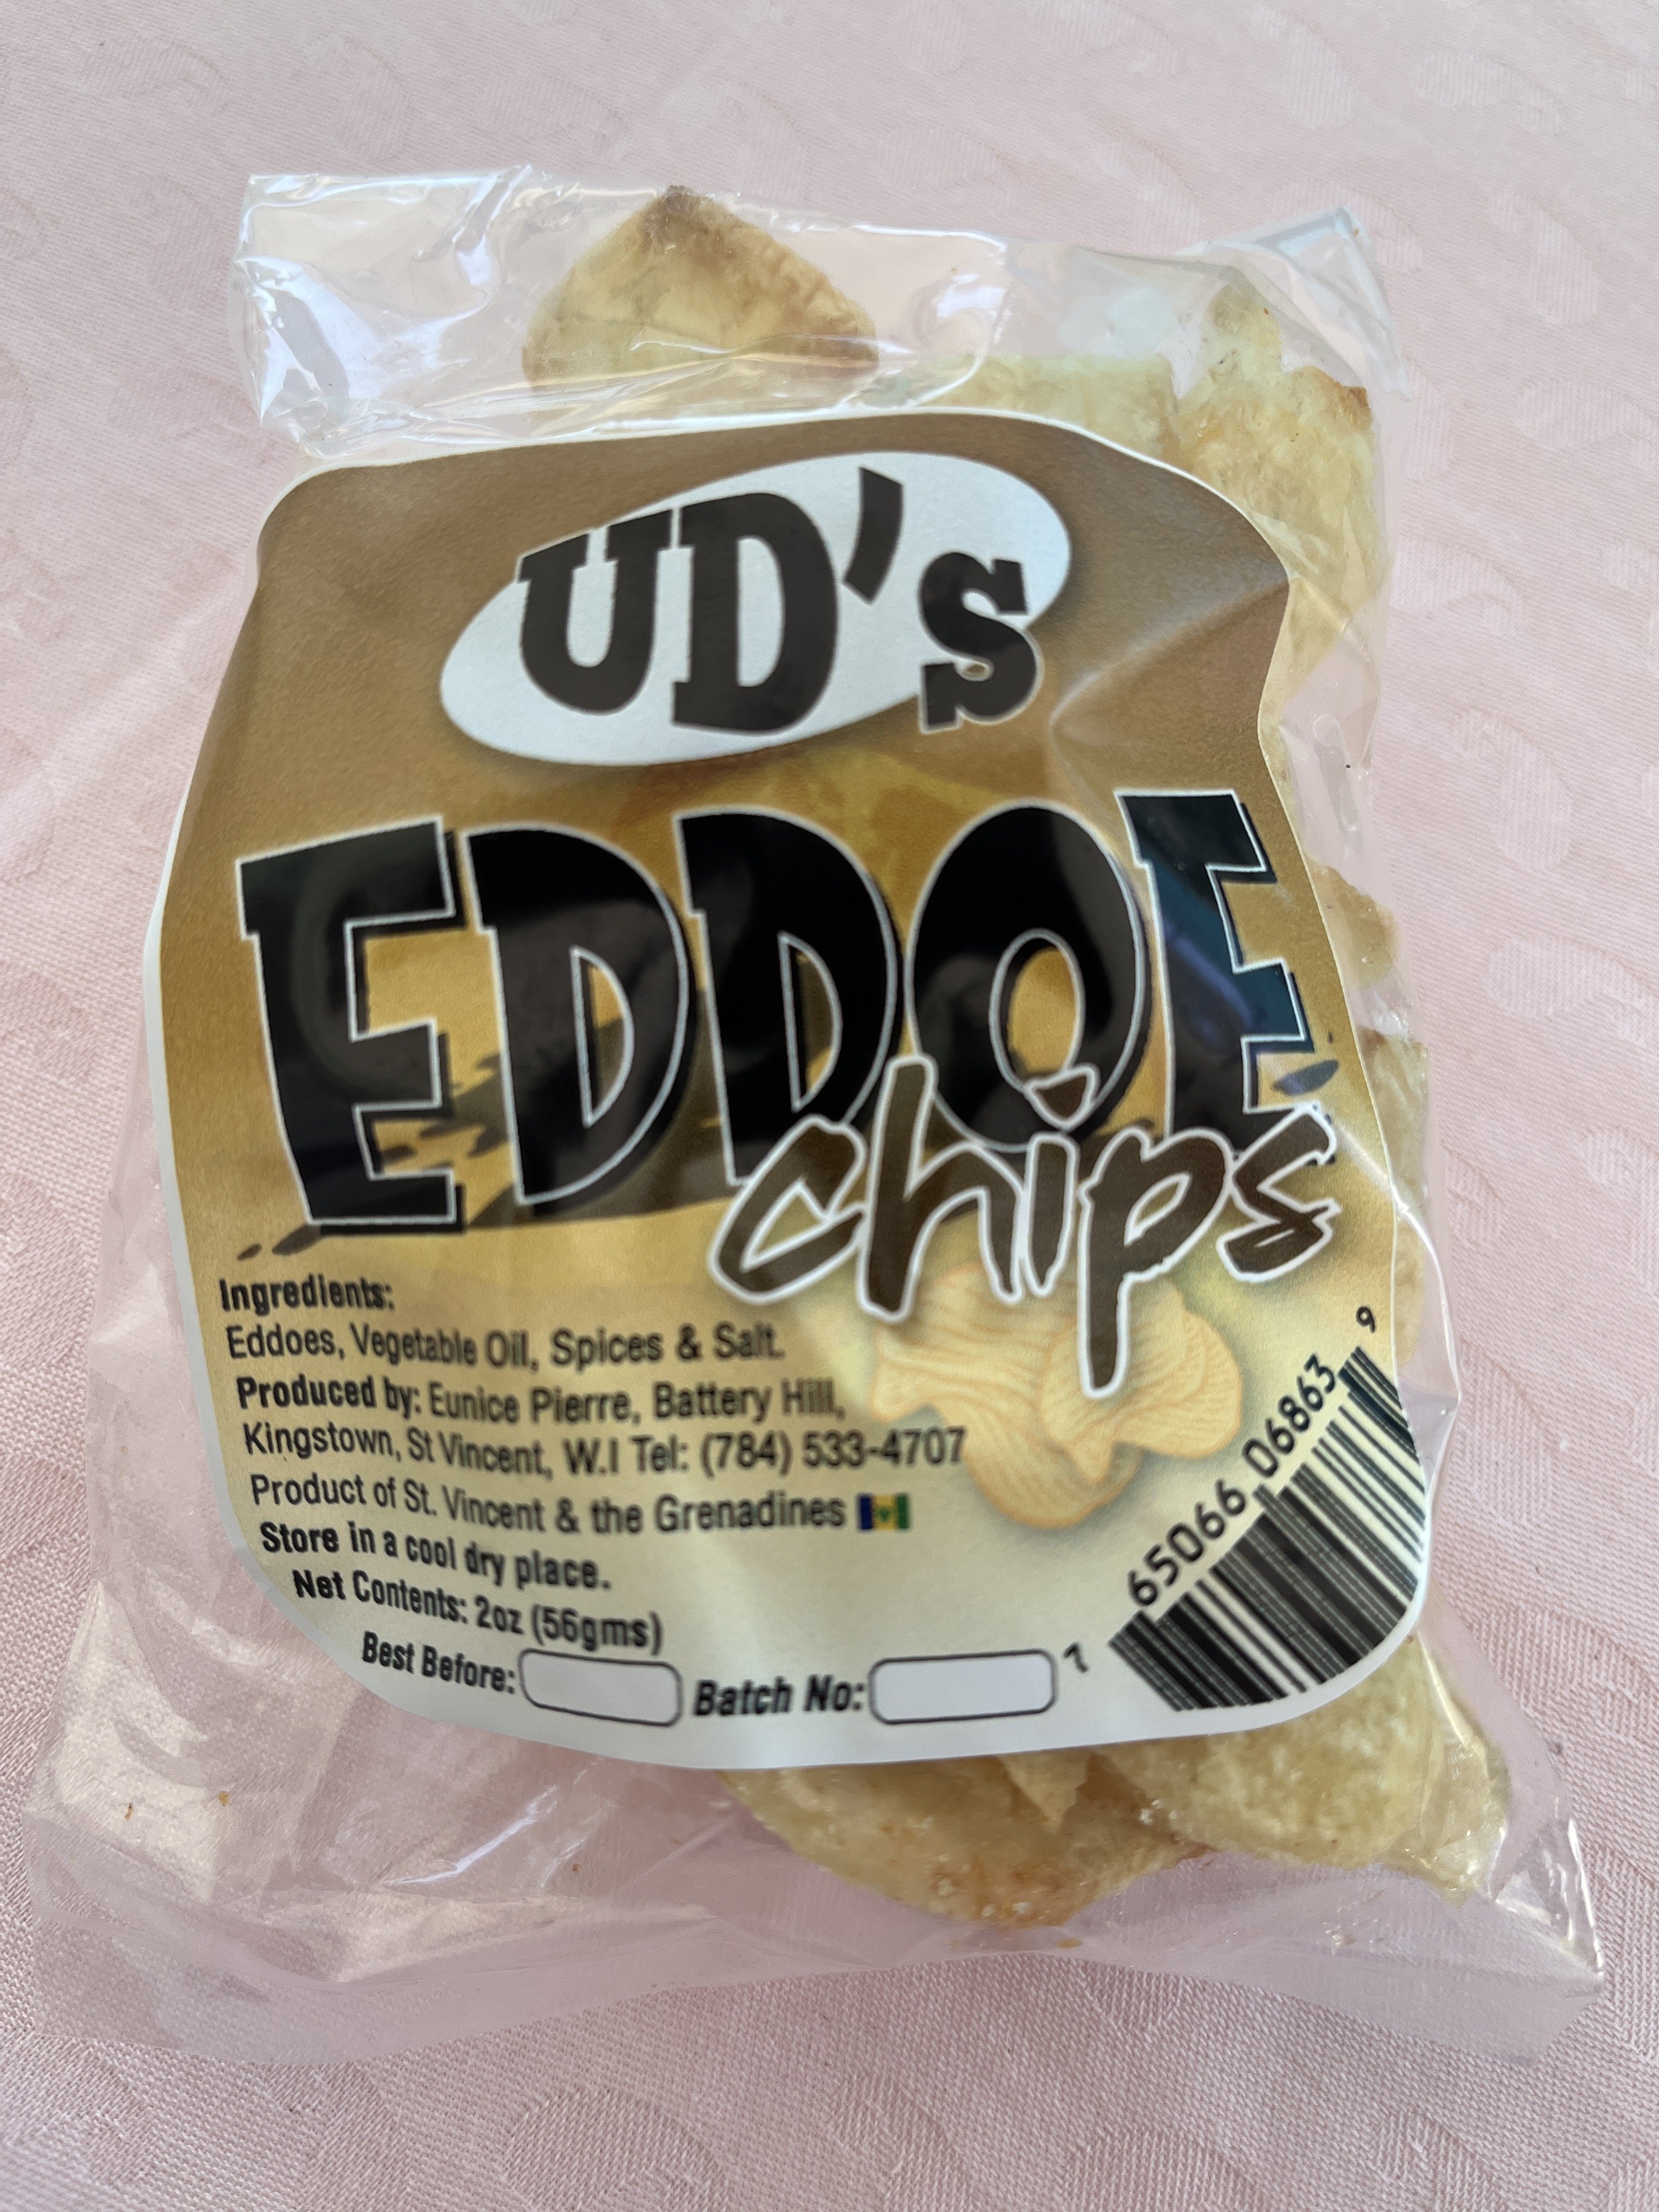 UD's
EDDOE
chips
Ingredients:
Eddoes, Vegetable Oil, Spices & Salt.
Produced by: Eunice Pierre, Battery Hill,
Kingstown, St Vincent, W.I Tel: (784) 533-4707
Product of St. Vincent & the Grenadines
Store in a cool dry place.
Net Contents: 2oz (56gms)
Best Before: Batch No:
7 65066 06863 9